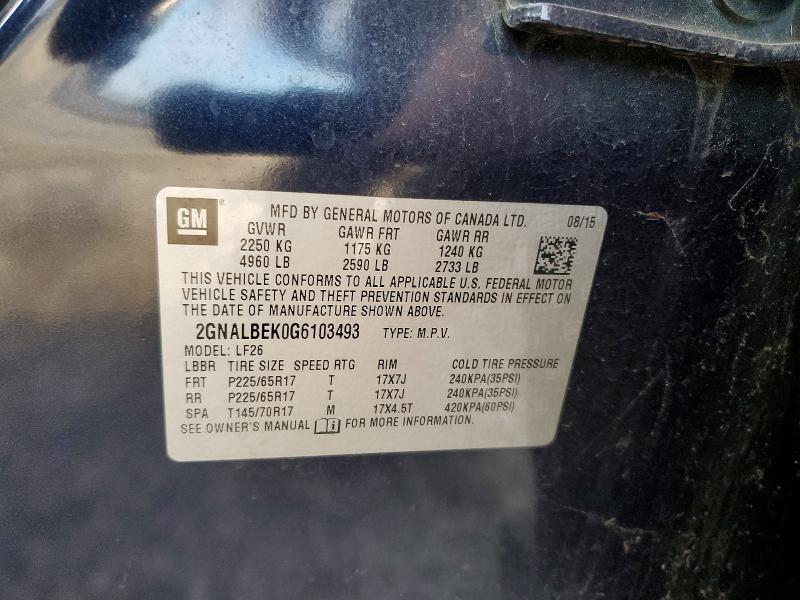 GM
MFD BY GENERAL MOTORS OF CANADA LTD. 08/15
GVWR GAWR FRT GAWR RR
2250 KG 1175 KG 1240 KG
4960 LB 2590 LB 2733 LB
THIS VEHICLE CONFORMS TO ALL APPLICABLE U.S. FEDERAL MOTOR
VEHICLE SAFETY AND THEFT PREVENTION STANDARDS IN EFFECT ON
THE DATE OF MANUFACTURE SHOWN ABOVE.
2GNALBEK0G6103493 TYPE: M.P.V.
MODEL: LF26
LBBR TIRE SIZE SPEED RTG RIM COLD TIRE PRESSURE
FRT P225/65R17 T 17X7J 240KPA(35PSI)
RR P225/65R17 T 17X7J 240KPA(35PSI)
SPA T145/70R17 M 17X4.5T 420KPA(60PSI)
SEE OWNER'S MANUAL FOR MORE INFORMATION.